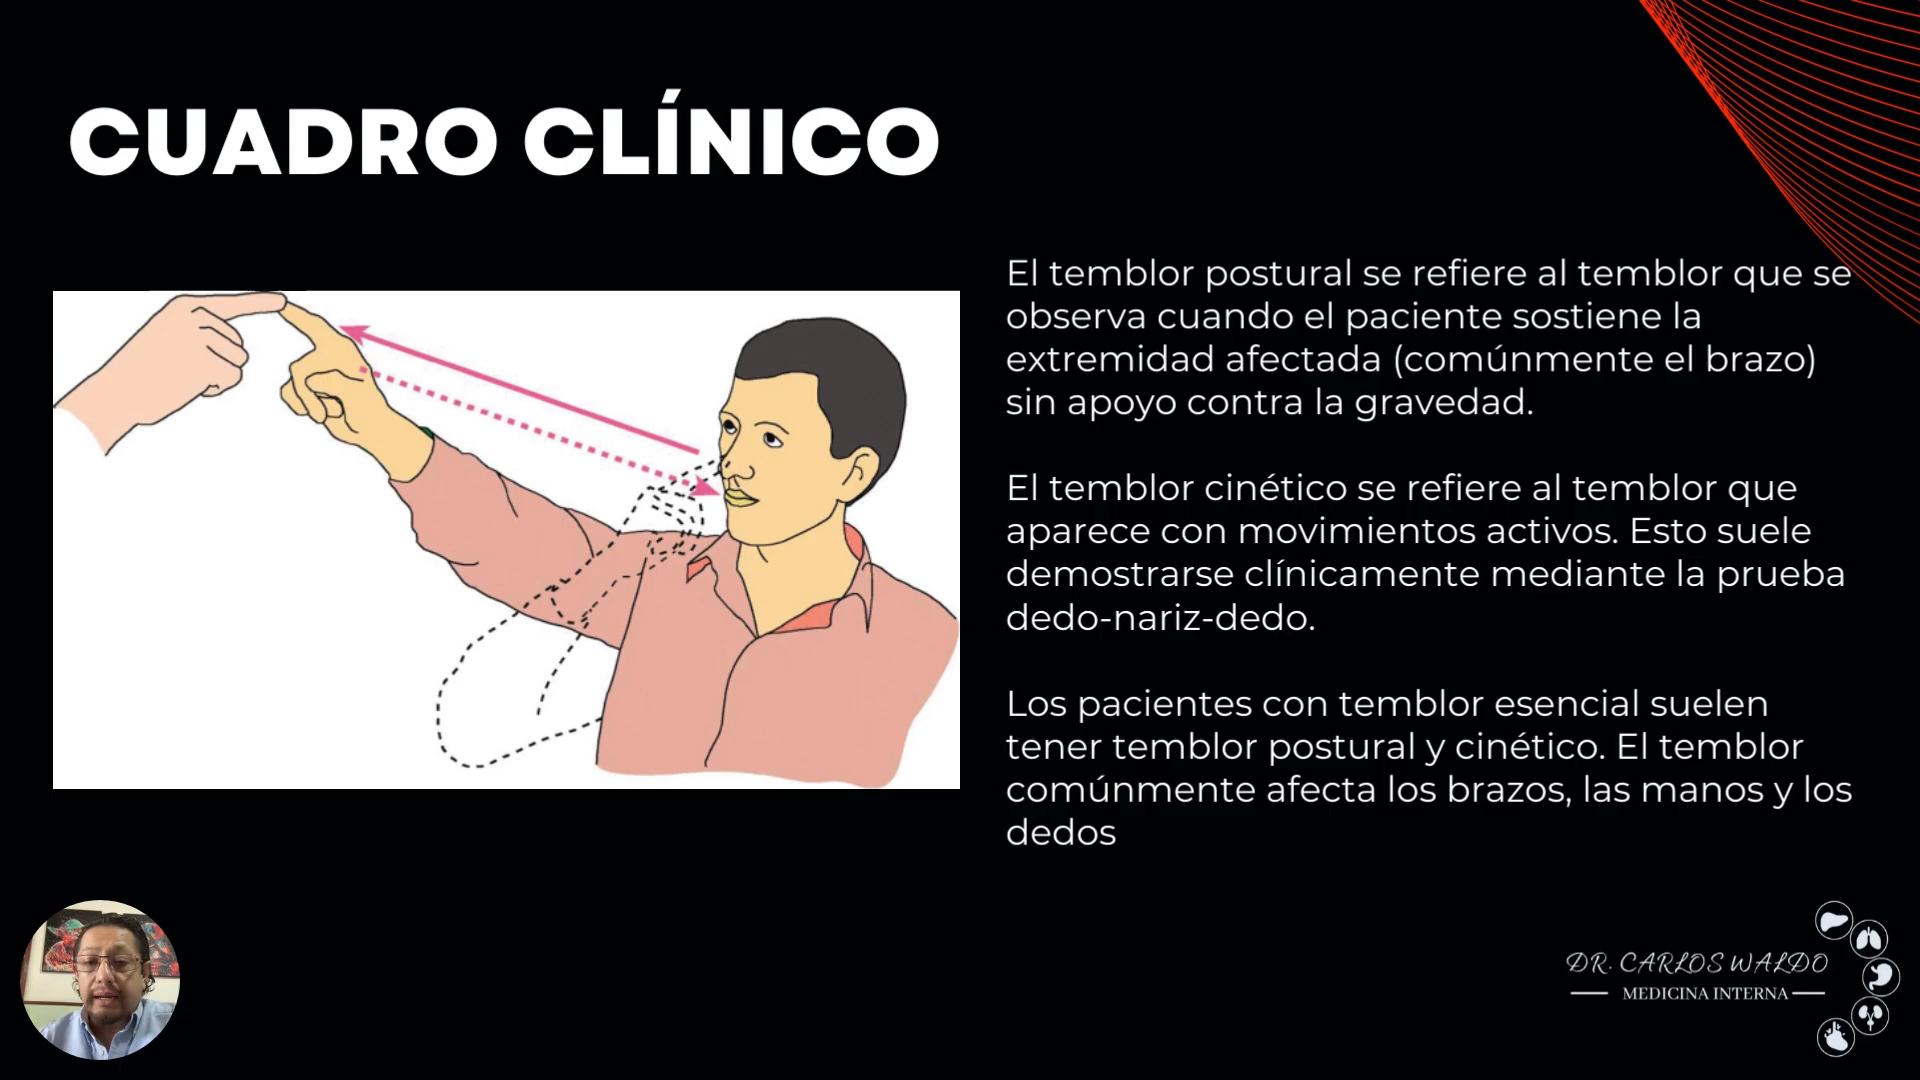 CUADRO CLÍNICO
El temblor postural se refiere al temblor que se
observa cuando el paciente sostiene la
extremidad afectada (comúnmente el brazo)
sin apoyo contra la gravedad.
El temblor cinético se refiere al temblor que
aparece con movimientos activos. Esto suele
demostrarse clínicamente mediante la prueba
dedo-nariz-dedo.
Los pacientes con temblor esencial suelen
tener temblor postural y cinético. El temblor
comúnmente afecta los brazos, las manos y los
dedos
DR. CARLOS WALDO
MEDICINA INTERNA